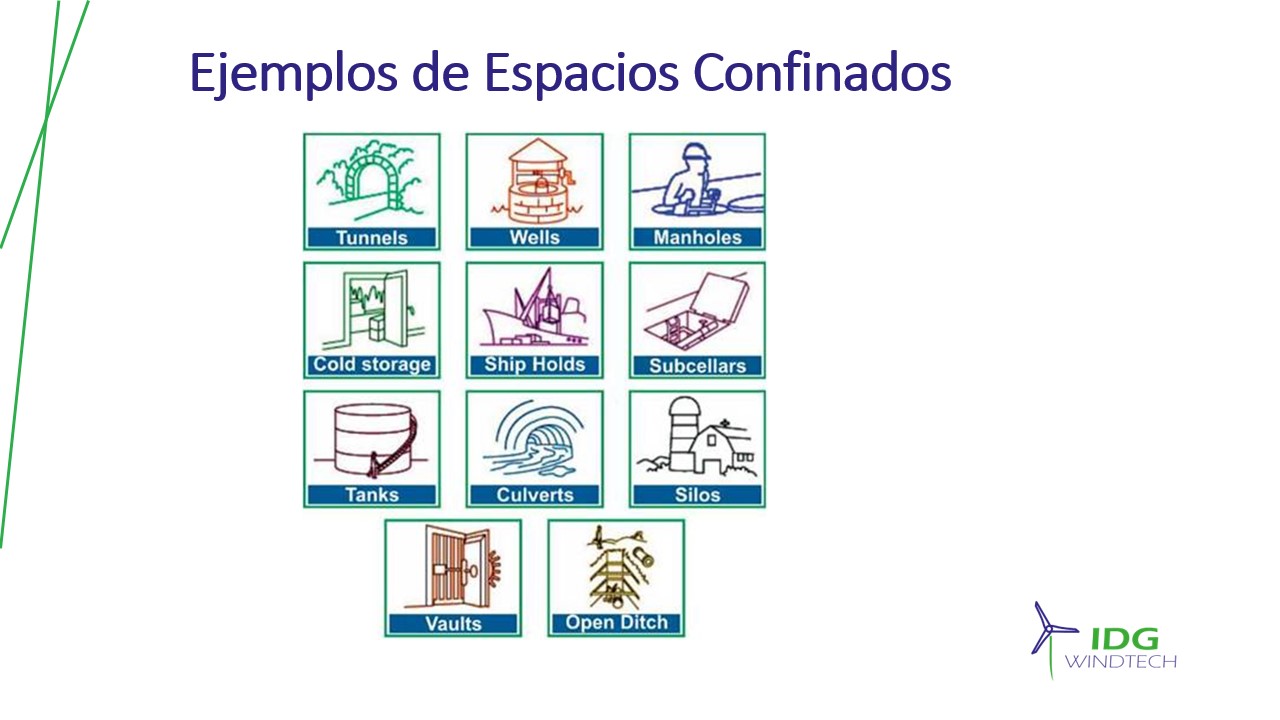 Ejemplos de Espacios Confinados
Tunnels
Wells
Manholes
Cold storage
Ship Holds
Subcellars
Tanks
Culverts
Silos
Vaults
Open Ditch
IDG
WINDTECH